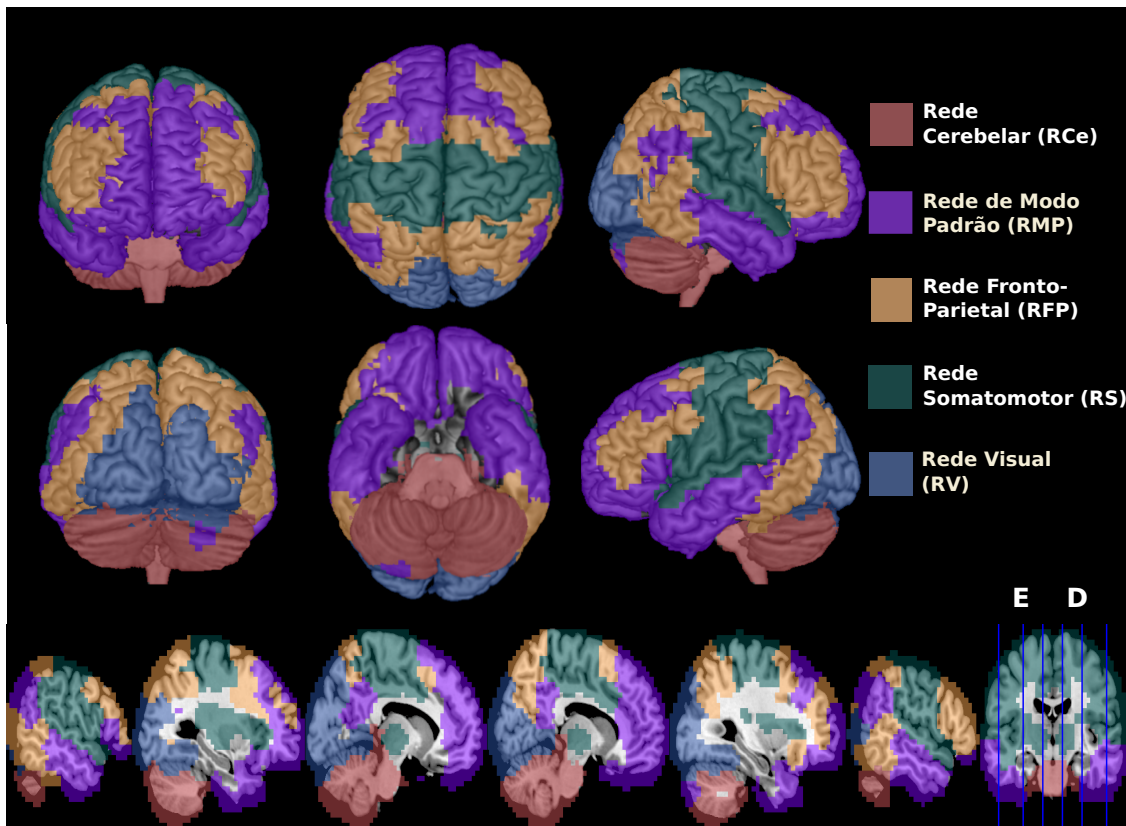 Rede
Cerebelar (RCe)
Rede de Modo
Padrão (RMP)
Rede Fronto-
Parietal (RFP)
Rede
Somatomotor (RS)
Rede Visual
(RV)
E D